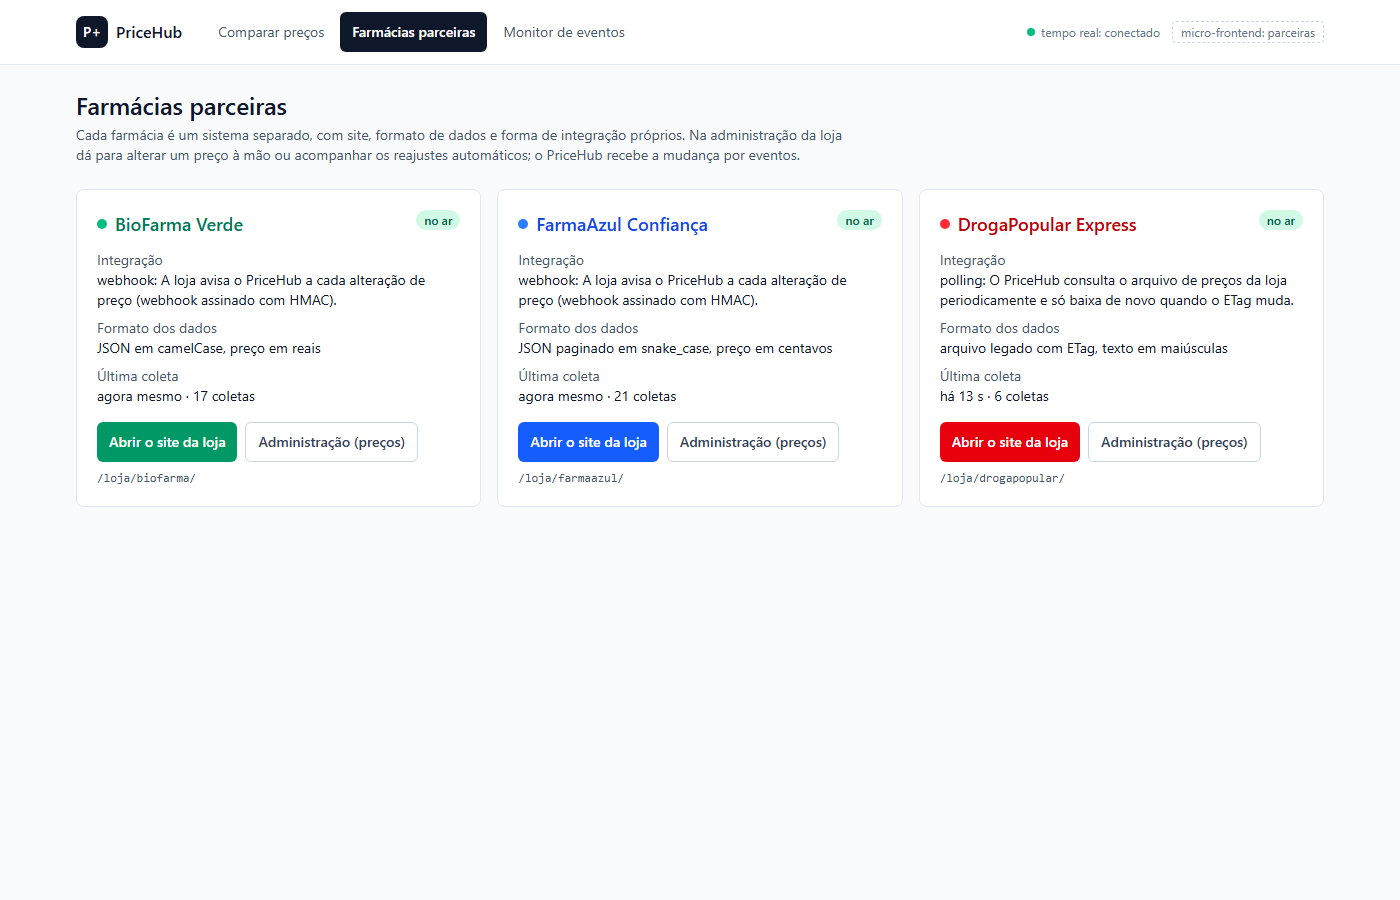 P+ PriceHub Comparar preços Farmácias parceiras Monitor de eventos tempo real: conectado micro-frontend: parceiras
Farmácias parceiras
Cada farmácia é um sistema separado, com site, formato de dados e forma de integração próprios. Na administração da loja
dá para alterar um preço à mão ou acompanhar os reajustes automáticos; o PriceHub recebe a mudança por eventos.
BioFarma Verde no ar
Integração
webhook: A loja avisa o PriceHub a cada alteração de
preço (webhook assinado com HMAC).
Formato dos dados
JSON em camelCase, preço em reais
Última coleta
agora mesmo · 17 coletas
Abrir o site da loja Administração (preços)
/loja/biofarma/
FarmaAzul Confiança no ar
Integração
webhook: A loja avisa o PriceHub a cada alteração de
preço (webhook assinado com HMAC).
Formato dos dados
JSON paginado em snake_case, preço em centavos
Última coleta
agora mesmo · 21 coletas
Abrir o site da loja Administração (preços)
/loja/farmaazul/
DrogaPopular Express no ar
Integração
polling: O PriceHub consulta o arquivo de preços da loja
periodicamente e só baixa de novo quando o ETag muda.
Formato dos dados
arquivo legado com ETag, texto em maiúsculas
Última coleta
há 13 s · 6 coletas
Abrir o site da loja Administração (preços)
/loja/drogapopular/